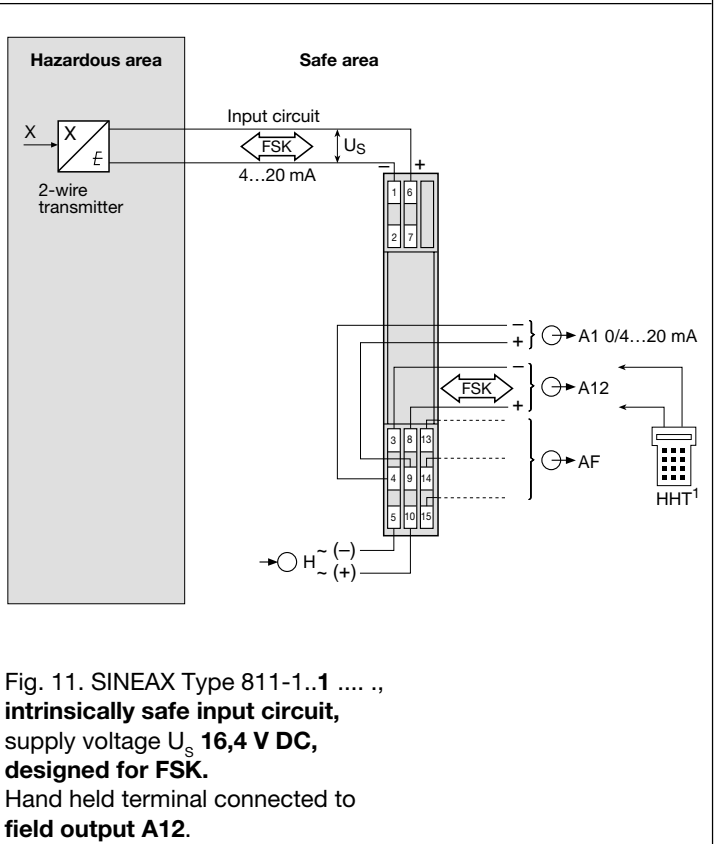 Hazardous area
Safe area
Input circuit
X
X
E
FSK
US
4...20 mA
– +
2-wire
transmitter
1 6
2 7
– A1 0/4...20 mA
+
FSK
– A12
+
AF
HHT1
3 8 13
4 9 14
5 10 15
H ~ (–)
~ (+)
Fig. 11. SINEAX Type 811-1..1 .... .,
intrinsically safe input circuit,
supply voltage US 16,4 V DC,
designed for FSK.
Hand held terminal connected to
field output A12.